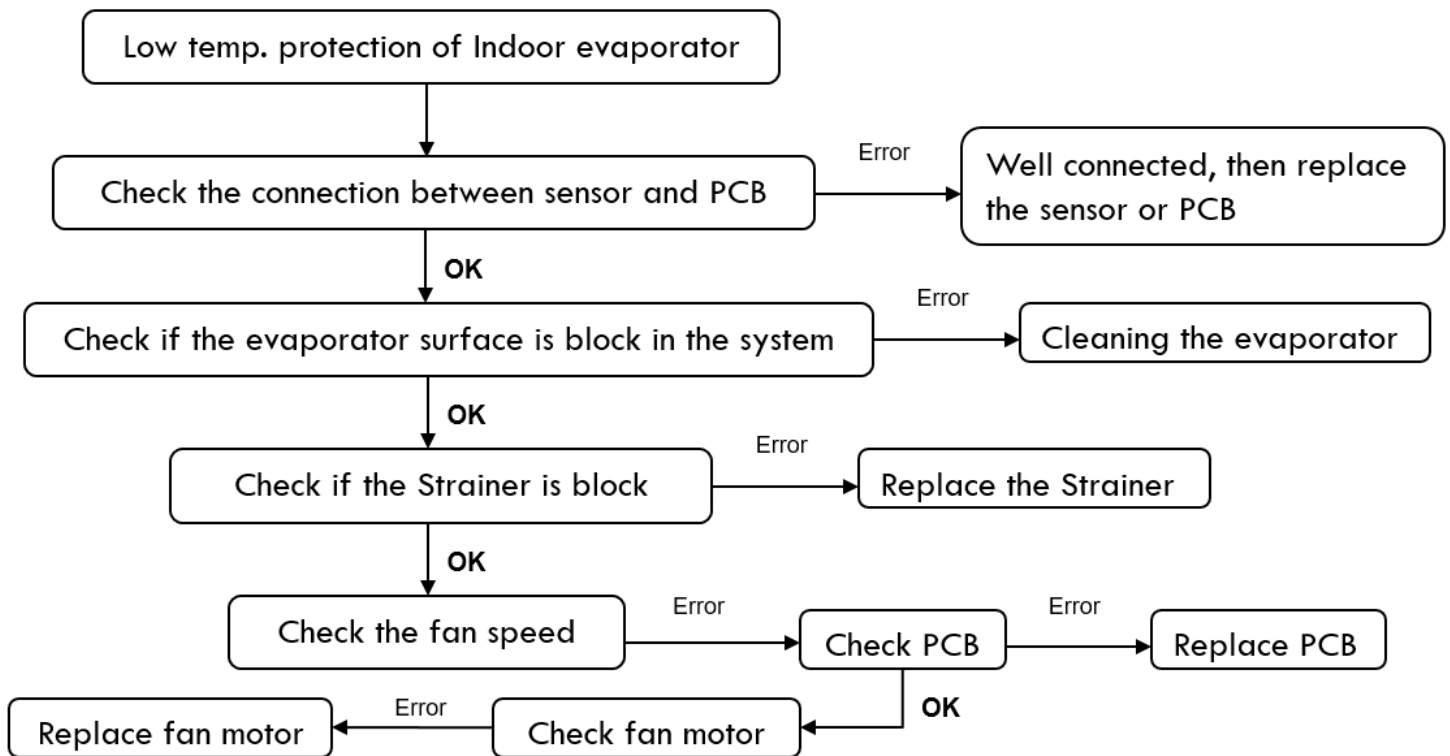 Low temp. protection of Indoor evaporator
Error
Check the connection between sensor and PCB
Well connected, then replace
the sensor or PCB
OK
Error
Check if the evaporator surface is block in the system
Cleaning the evaporator
OK
Error
Check if the Strainer is block
Replace the Strainer
OK
Error
Error
Check the fan speed
Check PCB
Replace PCB
OK
Error
Replace fan motor
Check fan motor